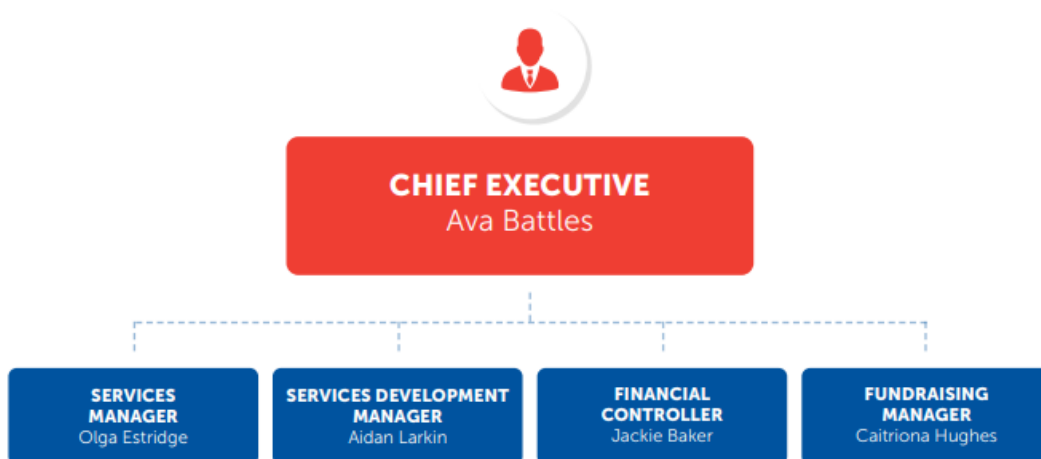 CHIEF EXECUTIVE
Ava Battles
SERVICES
MANAGER
Olga Estridge
SERVICES DEVELOPMENT
MANAGER
Aidan Larkin
FINANCIAL
CONTROLLER
Jackie Baker
FUNDRAISING
MANAGER
Caitriona Hughes